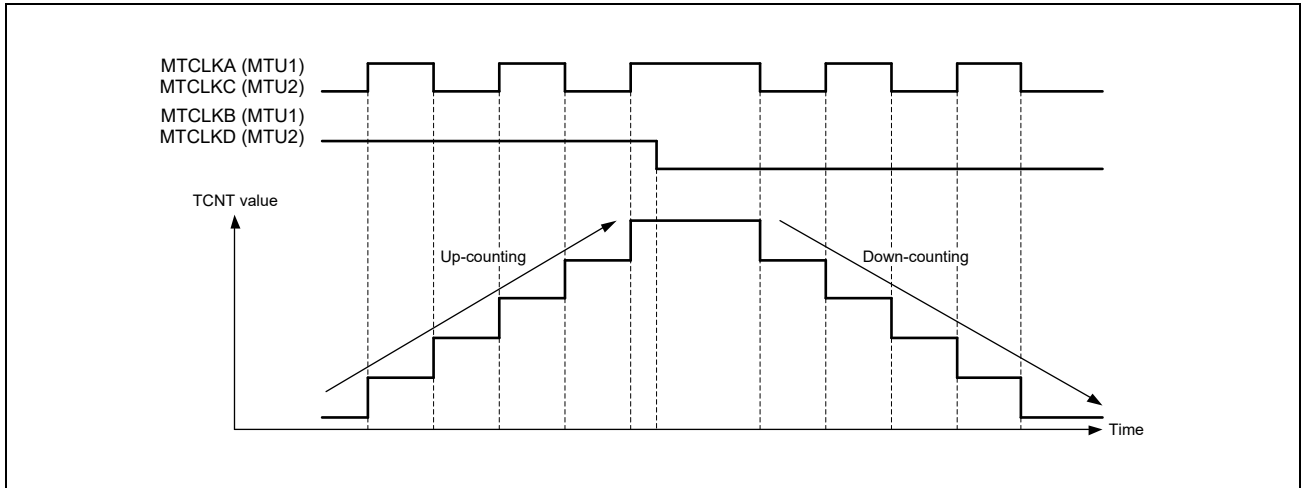 MTCLKA (MTU1)
MTCLKC (MTU2)
MTCLKB (MTU1)
MTCLKD (MTU2)
TCNT value
Up-counting
Down-counting
Time